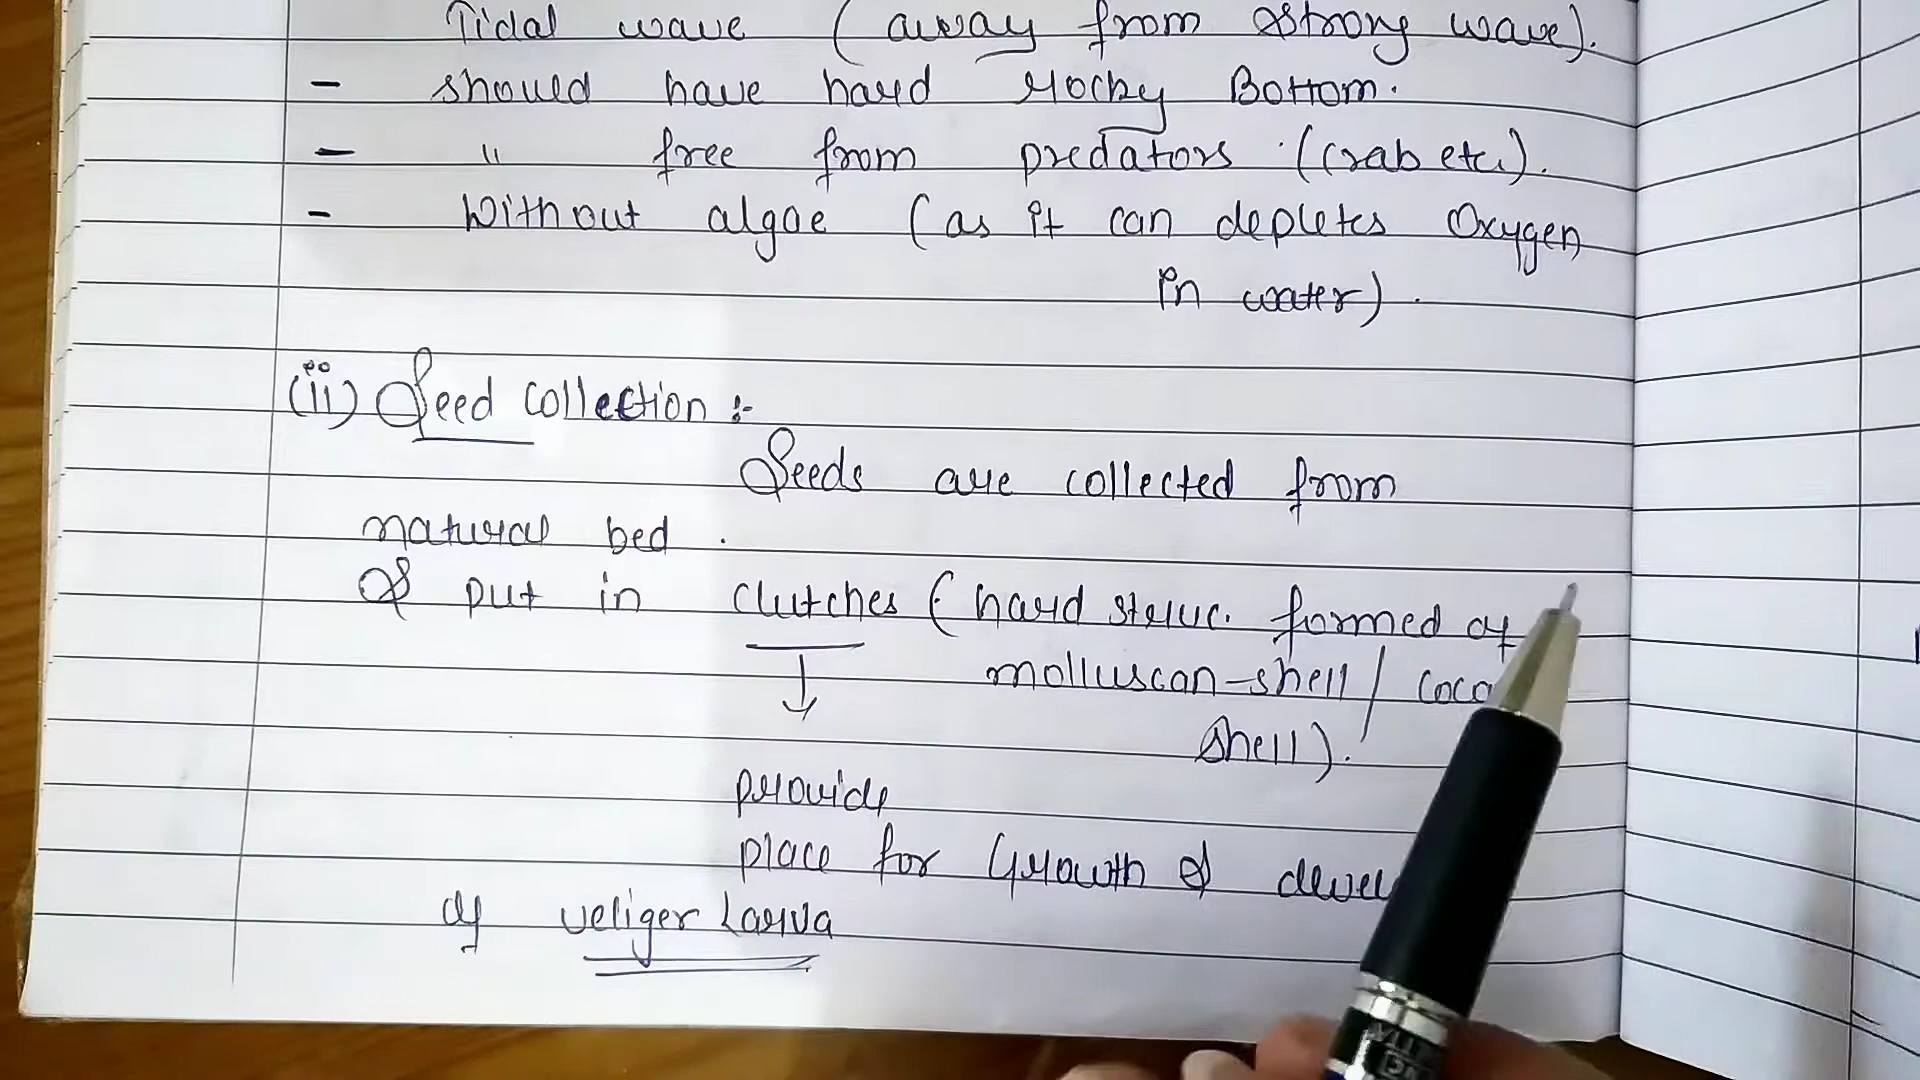 Tidal wave (away from strong wave).
- should have hard rocky Bottom.
- " free from predators (crab etc.).
- Without algae (as it can depletes Oxygen
in water).
(ii) Seed collection :-
Seeds are collected from
natural bed.
& put in clutches (hard struc. formed of
molluscan-shell / coco
shell).
↓
provide
place for Growth & devel
of veliger Larva